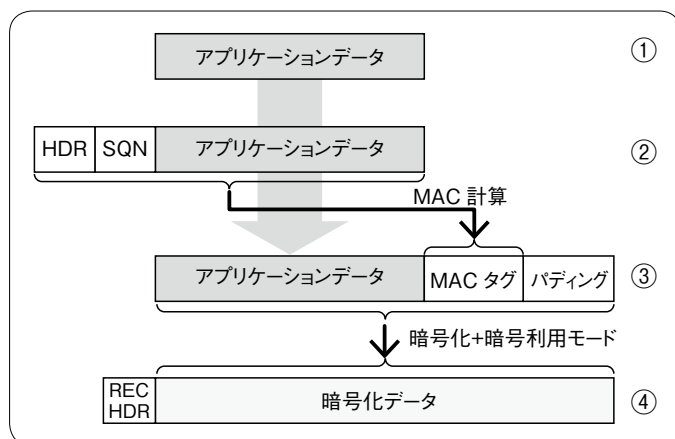 アプリケーションデータ ①
HDR SQN アプリケーションデータ ②
MAC 計算
アプリケーションデータ MAC タグ パディング ③
暗号化+暗号利用モード
REC
HDR
暗号化データ ④